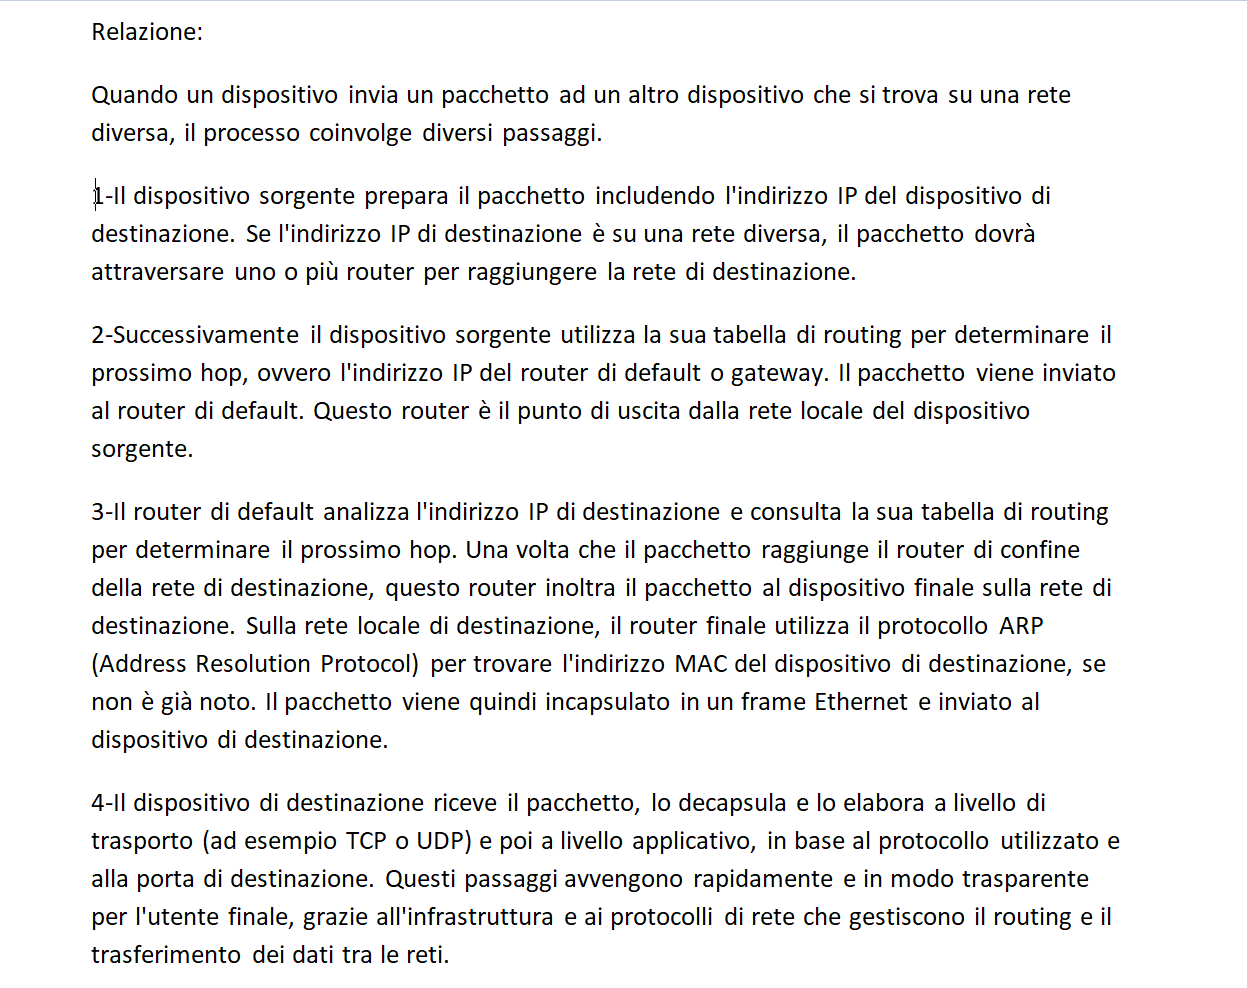 Relazione:
Quando un dispositivo invia un pacchetto ad un altro dispositivo che si trova su una rete
diversa, il processo coinvolge diversi passaggi.
1-Il dispositivo sorgente prepara il pacchetto includendo l'indirizzo IP del dispositivo di
destinazione. Se l'indirizzo IP di destinazione è su una rete diversa, il pacchetto dovrà
attraversare uno o più router per raggiungere la rete di destinazione.
2-Successivamente il dispositivo sorgente utilizza la sua tabella di routing per determinare il
prossimo hop, ovvero l'indirizzo IP del router di default o gateway. Il pacchetto viene inviato
al router di default. Questo router è il punto di uscita dalla rete locale del dispositivo
sorgente.
3-Il router di default analizza l'indirizzo IP di destinazione e consulta la sua tabella di routing
per determinare il prossimo hop. Una volta che il pacchetto raggiunge il router di confine
della rete di destinazione, questo router inoltra il pacchetto al dispositivo finale sulla rete di
destinazione. Sulla rete locale di destinazione, il router finale utilizza il protocollo ARP
(Address Resolution Protocol) per trovare l'indirizzo MAC del dispositivo di destinazione, se
non è già noto. Il pacchetto viene quindi incapsulato in un frame Ethernet e inviato al
dispositivo di destinazione.
4-Il dispositivo di destinazione riceve il pacchetto, lo decapsula e lo elabora a livello di
trasporto (ad esempio TCP o UDP) e poi a livello applicativo, in base al protocollo utilizzato e
alla porta di destinazione. Questi passaggi avvengono rapidamente e in modo trasparente
per l'utente finale, grazie all'infrastruttura e ai protocolli di rete che gestiscono il routing e il
trasferimento dei dati tra le reti.